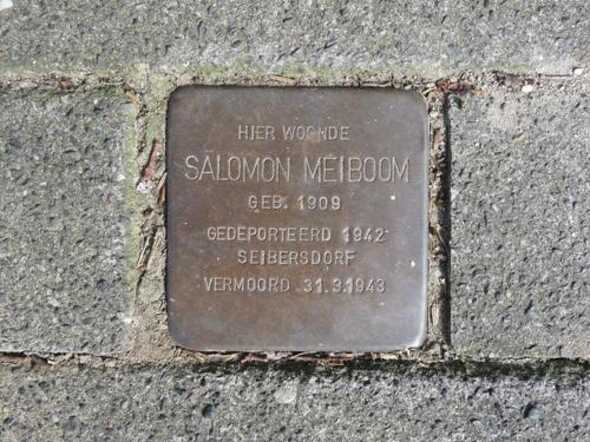 HIER WOONDE
SALOMON MEIBOOM
GEB. 1909
GEDEPORTEERD 1942
SEIBERSDORF
VERMOORD 31.3.1943